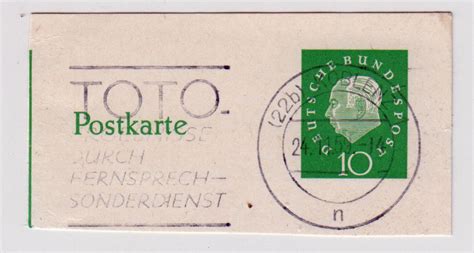 TOTO-
Postkarte
DURCH
FERNSPRECH-
SONDERDIENST
DEUTSCHE BUNDESPOST
10
(22b)
n